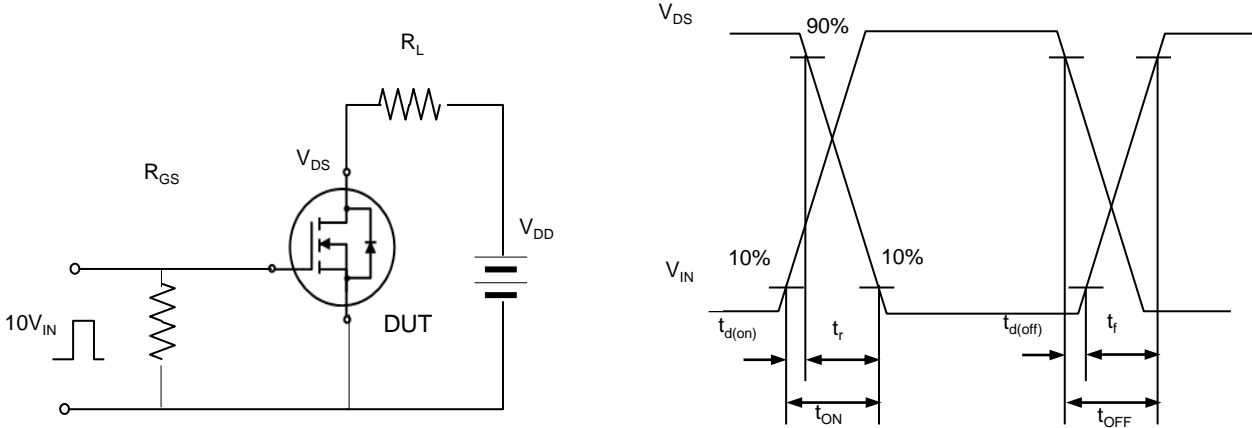 R_L
V_DS
R_GS
V_DD
10V_IN
DUT
V_DS
90%
V_IN
10%
10%
t_d(on)
t_r
t_d(off)
t_f
t_ON
t_OFF